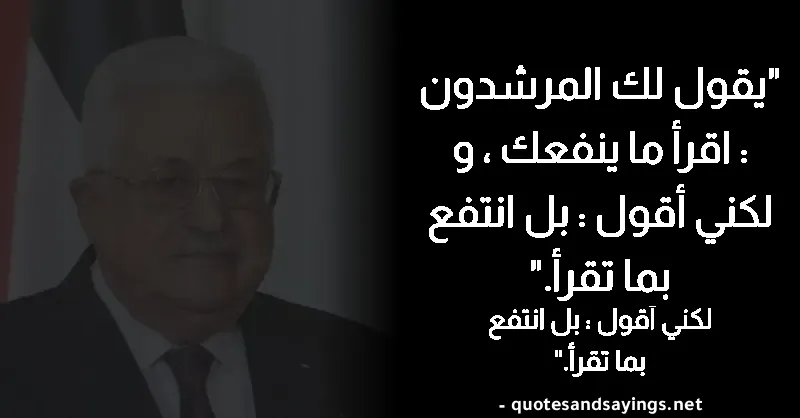 "يقول لك المرشدون
: اقرأ ما ينفعك ، و
لكني أقول : بل انتفع
بما تقرأ."
لكني آقول : بل انتفع
بما تقرأ."
- quotesandsayings.net